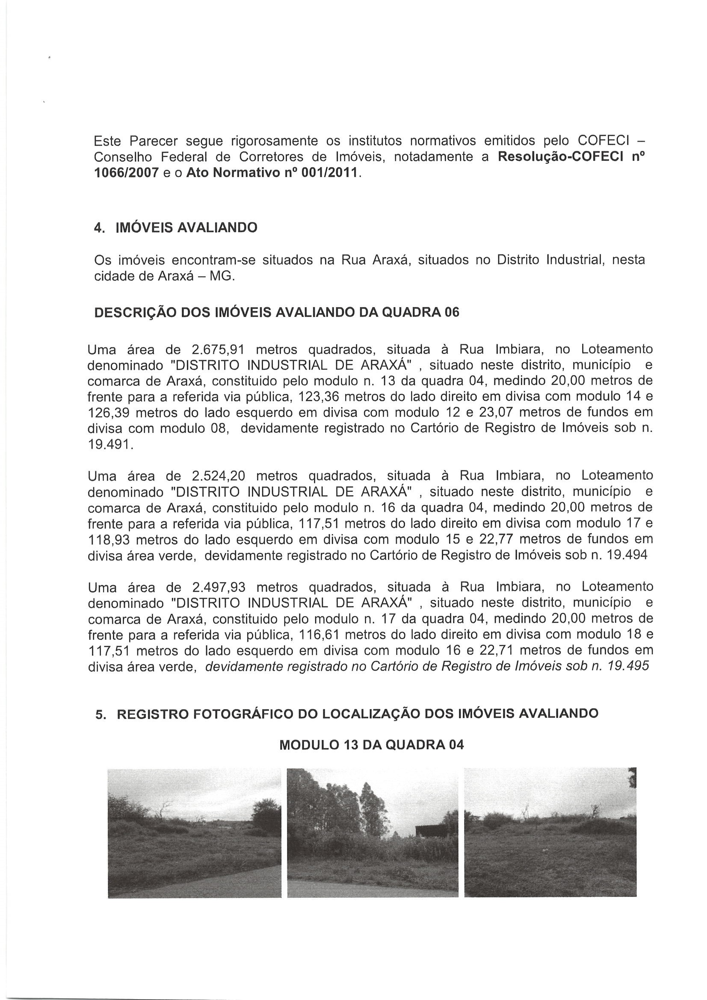 Este Parecer segue rigorosamente os institutos normativos emitidos pelo COFECI –
Conselho Federal de Corretores de Imóveis, notadamente a Resolução-COFECI nº
1066/2007 e o Ato Normativo nº 001/2011.
4. IMÓVEIS AVALIANDO
Os imóveis encontram-se situados na Rua Araxá, situados no Distrito Industrial, nesta
cidade de Araxá – MG.
DESCRIÇÃO DOS IMÓVEIS AVALIANDO DA QUADRA 06
Uma área de 2.675,91 metros quadrados, situada à Rua Imbiara, no Loteamento
denominado "DISTRITO INDUSTRIAL DE ARAXÁ" , situado neste distrito, município e
comarca de Araxá, constituido pelo modulo n. 13 da quadra 04, medindo 20,00 metros de
frente para a referida via pública, 123,36 metros do lado direito em divisa com modulo 14 e
126,39 metros do lado esquerdo em divisa com modulo 12 e 23,07 metros de fundos em
divisa com modulo 08, devidamente registrado no Cartório de Registro de Imóveis sob n.
19.491.
Uma área de 2.524,20 metros quadrados, situada à Rua Imbiara, no Loteamento
denominado "DISTRITO INDUSTRIAL DE ARAXÁ" , situado neste distrito, município e
comarca de Araxá, constituido pelo modulo n. 16 da quadra 04, medindo 20,00 metros de
frente para a referida via pública, 117,51 metros do lado direito em divisa com modulo 17 e
118,93 metros do lado esquerdo em divisa com modulo 15 e 22,77 metros de fundos em
divisa área verde, devidamente registrado no Cartório de Registro de Imóveis sob n. 19.494
Uma área de 2.497,93 metros quadrados, situada à Rua Imbiara, no Loteamento
denominado "DISTRITO INDUSTRIAL DE ARAXÁ" , situado neste distrito, município e
comarca de Araxá, constituido pelo modulo n. 17 da quadra 04, medindo 20,00 metros de
frente para a referida via pública, 116,61 metros do lado direito em divisa com modulo 18 e
117,51 metros do lado esquerdo em divisa com modulo 16 e 22,71 metros de fundos em
divisa área verde, devidamente registrado no Cartório de Registro de Imóveis sob n. 19.495
5. REGISTRO FOTOGRÁFICO DO LOCALIZAÇÃO DOS IMÓVEIS AVALIANDO
MODULO 13 DA QUADRA 04